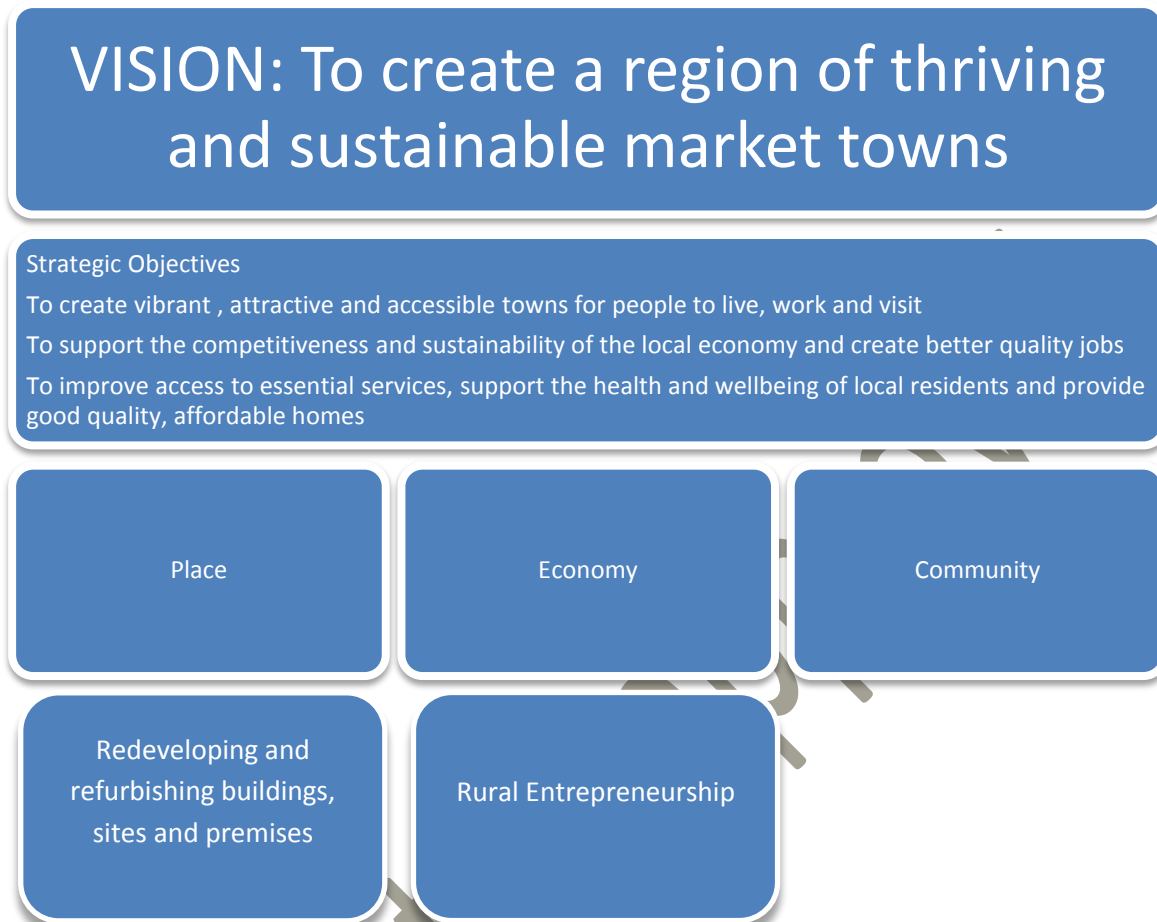 VISION: To create a region of thriving
and sustainable market towns
Strategic Objectives
To create vibrant , attractive and accessible towns for people to live, work and visit
To support the competitiveness and sustainability of the local economy and create better quality jobs
To improve access to essential services, support the health and wellbeing of local residents and provide
good quality, affordable homes
Place
Economy
Community
Redeveloping and
refurbishing buildings,
sites and premises
Rural Entrepreneurship